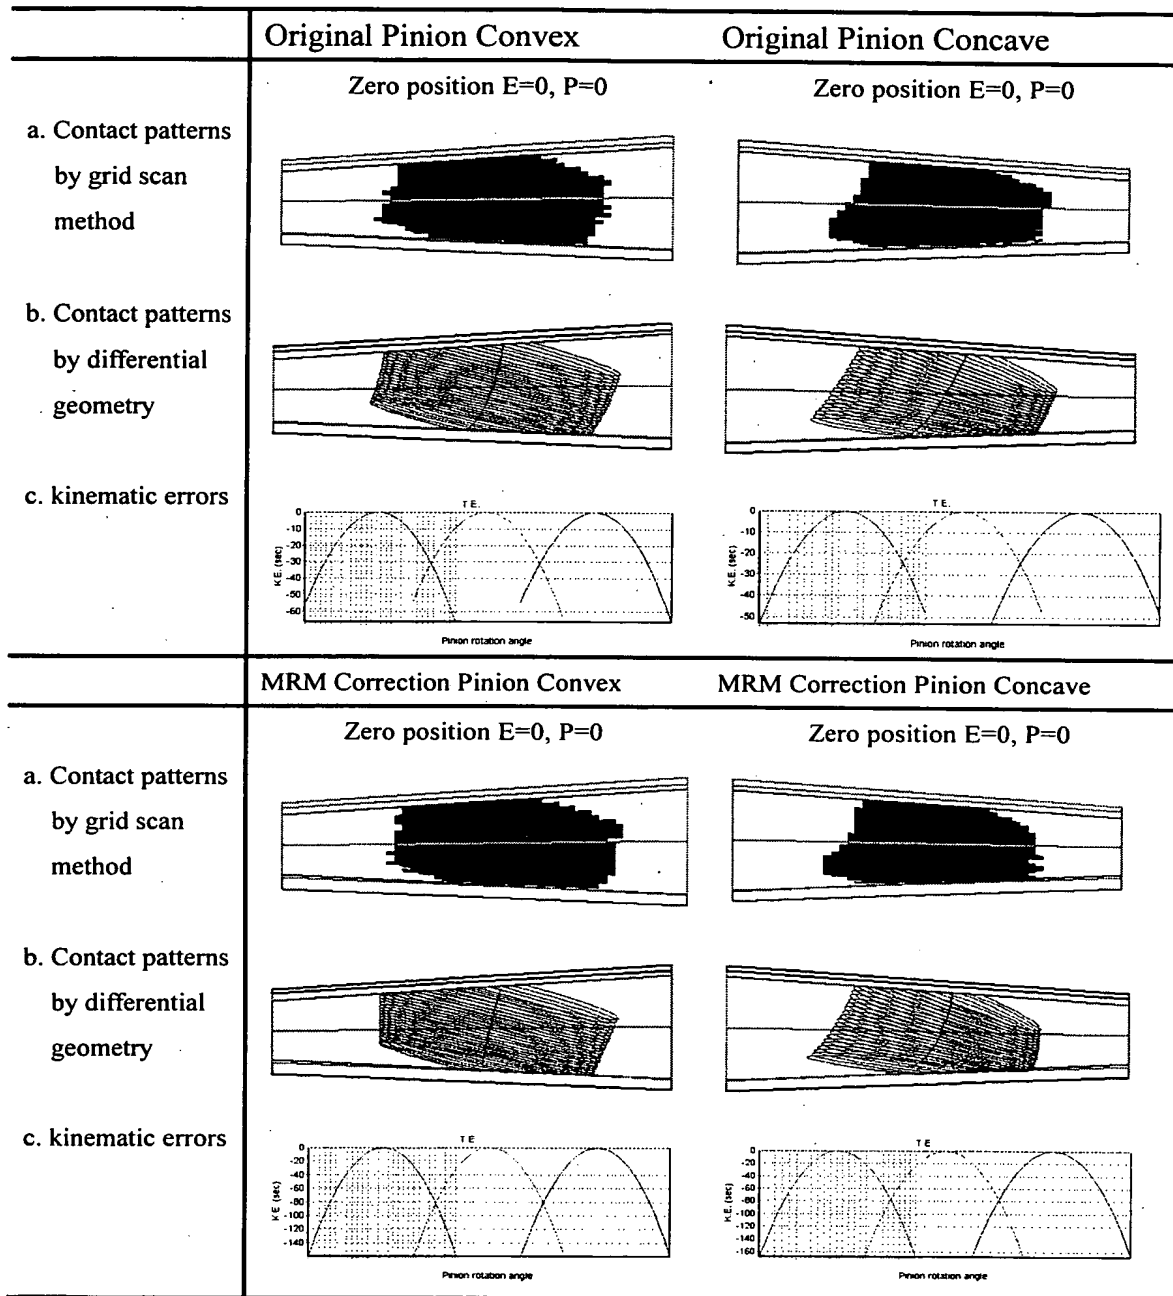 Original Pinion Convex
Original Pinion Concave
Zero position E=0, P=0
Zero position E=0, P=0
a. Contact patterns
by grid scan
method
b. Contact patterns
by differential
geometry
c. kinematic errors
T E.
0
-10
-20
-30
-40
-50
-60
K.E. (sec)
Pinion rotation angle
T E.
0
-10
-20
-30
-40
-50
K.E. (sec)
Pinion rotation angle
MRM Correction Pinion Convex
MRM Correction Pinion Concave
Zero position E=0, P=0
Zero position E=0, P=0
a. Contact patterns
by grid scan
method
b. Contact patterns
by differential
geometry
c. kinematic errors
T E
0
-20
-40
-60
-80
-100
-120
-140
K E (sec)
Pinion rotation angle
T E
0
-20
-40
-60
-80
-100
-120
-140
-160
K.E. (sec)
Pinion rotation angle